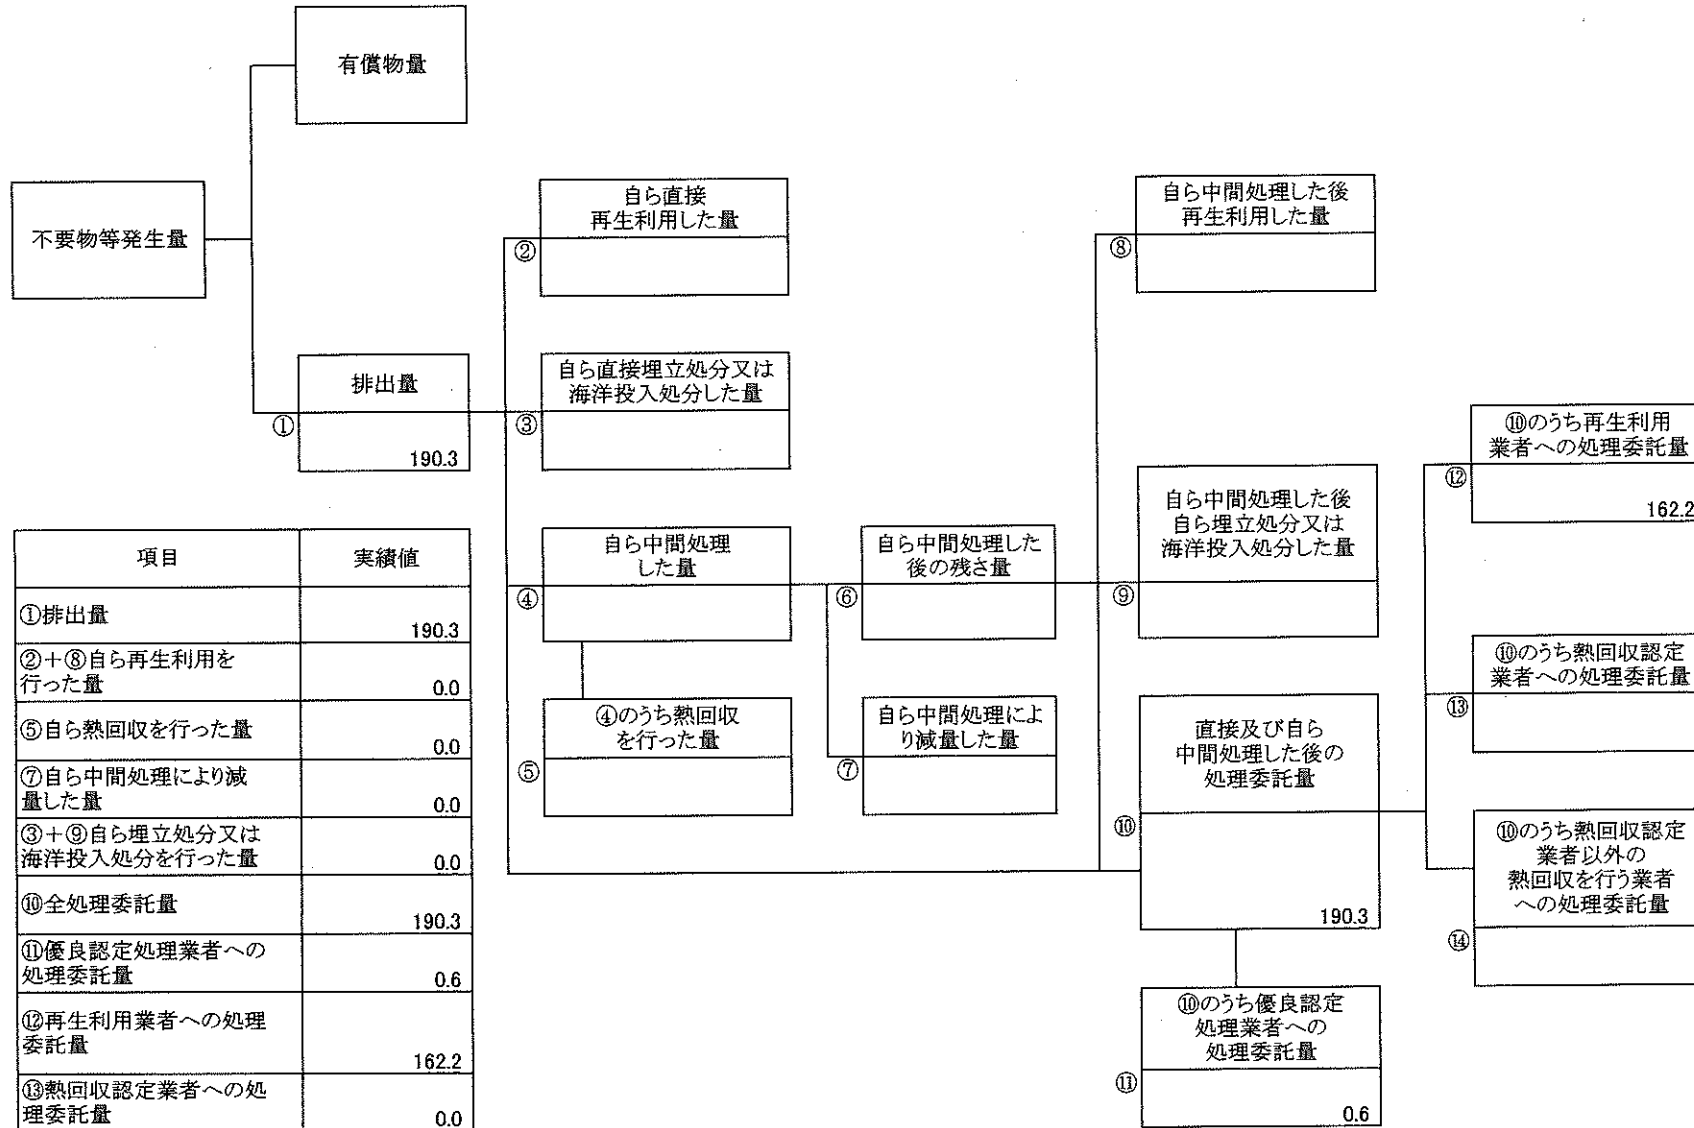 有償物量
不要物等発生量
自ら直接
再生利用した量
②
自ら中間処理した後
再生利用した量
⑧
排出量
①
190.3
自ら直接埋立処分又は
海洋投入処分した量
③
⑩のうち再生利用
業者への処理委託量
⑫
162.2
自ら中間処理
した量
④
自ら中間処理した
後の残さ量
⑥
自ら中間処理した後
自ら埋立処分又は
海洋投入処分した量
⑨
⑩のうち熱回収認定
業者への処理委託量
⑬
④のうち熱回収
を行った量
⑤
自ら中間処理によ
り減量した量
⑦
直接及び自ら
中間処理した後の
処理委託量
⑩
190.3
⑩のうち熱回収認定
業者以外の
熱回収を行う業者
への処理委託量
⑭
⑩のうち優良認定
処理業者への
処理委託量
⑪
0.6
項目 実績値
①排出量
190.3
②+⑧自ら再生利用を
行った量 0.0
⑤自ら熱回収を行った量
0.0
⑦自ら中間処理により減
量した量 0.0
③+⑨自ら埋立処分又は
海洋投入処分を行った量 0.0
⑩全処理委託量
190.3
⑪優良認定処理業者への
処理委託量 0.6
⑫再生利用業者への処理
委託量
162.2
⑬熱回収認定業者への処
理委託量 0.0